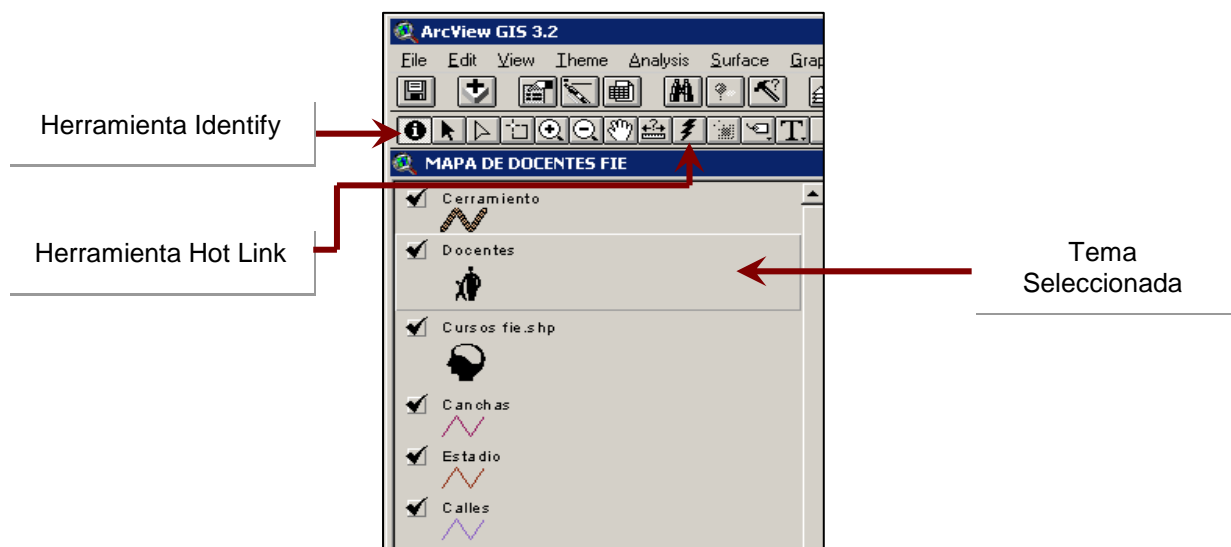 ArcView GIS 3.2
File Edit View Theme Analysis Surface
Herramienta Identify
T
MAPA DE DOCENTES FIE
Cerramiento
Herramienta Hot Link
Docentes
Tema
Seleccionada
Cursos fie.shp
Canchas
Estadio
Calles